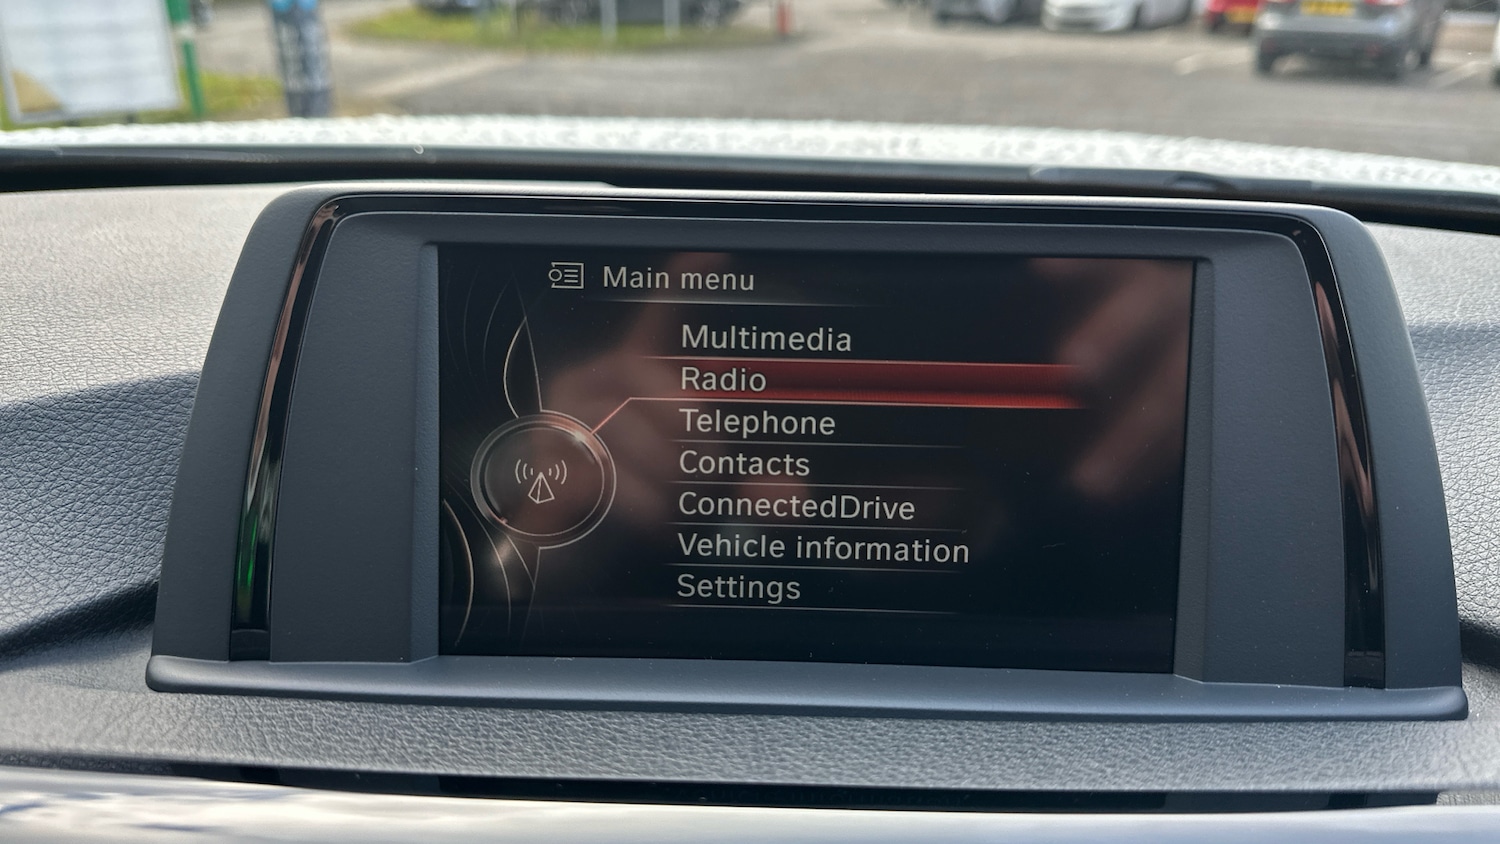 Main menu
Multimedia
Radio
Telephone
Contacts
ConnectedDrive
Vehicle information
Settings